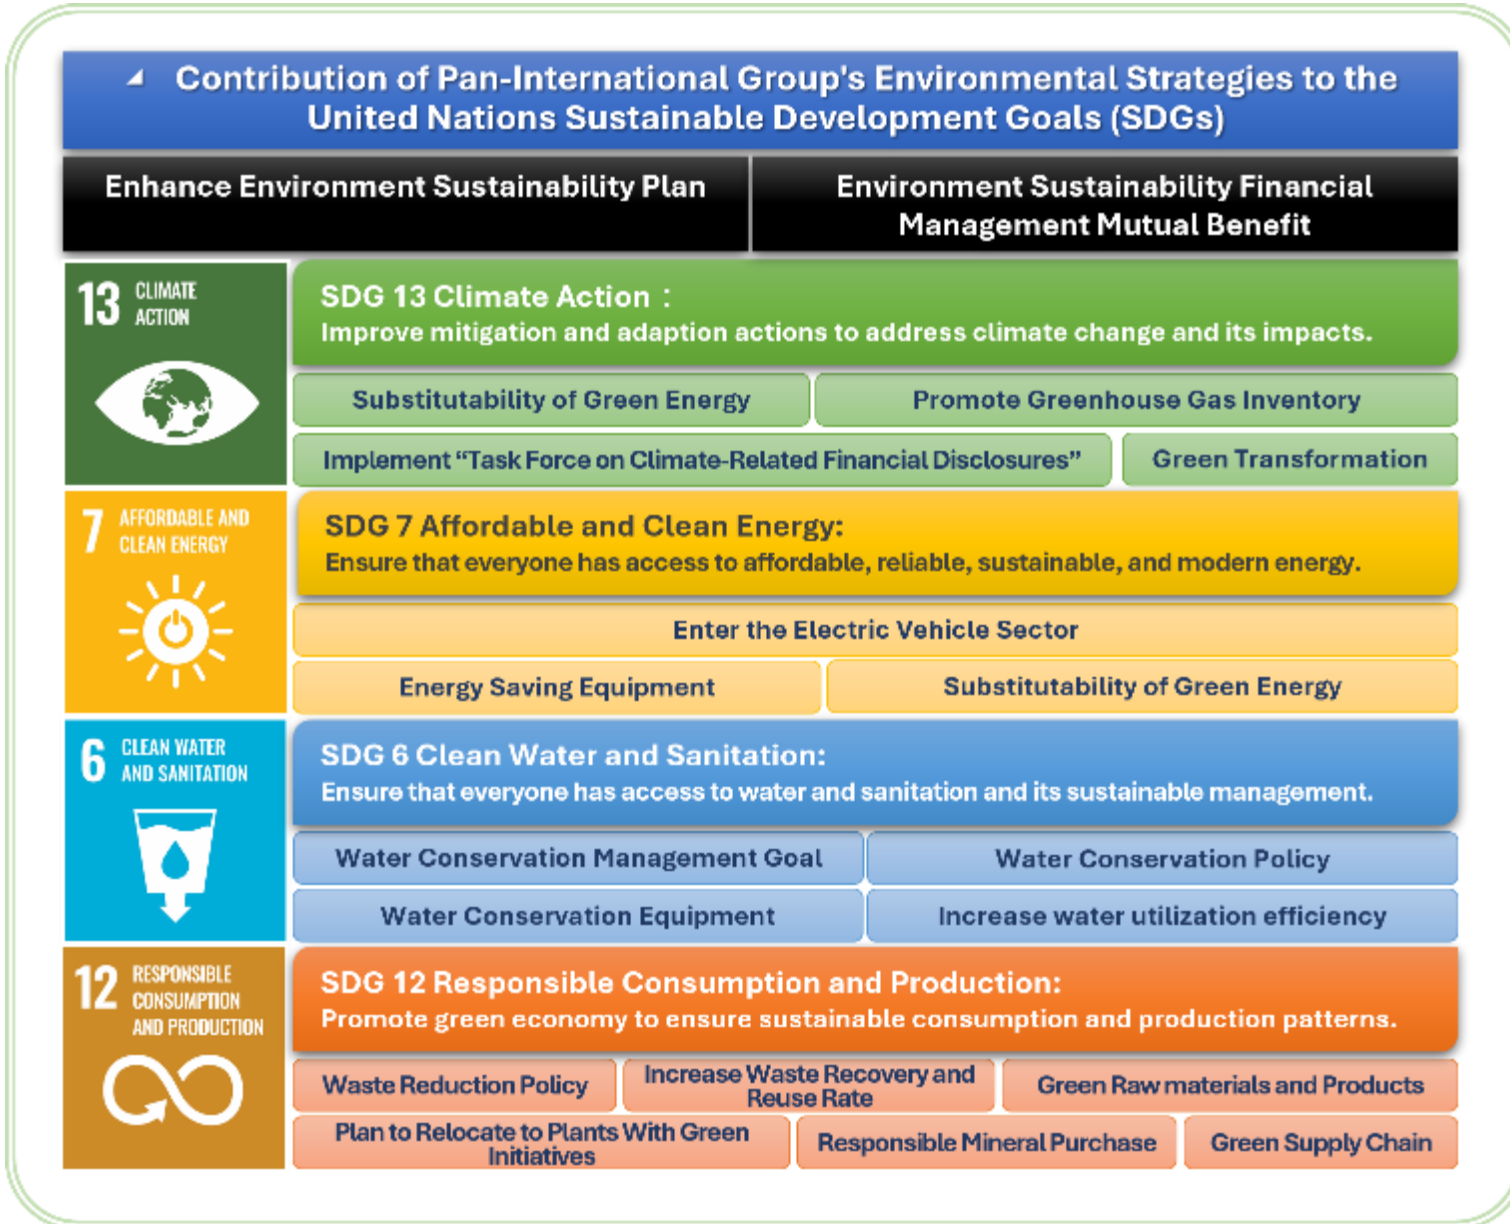 Contribution of Pan-International Group's Environmental Strategies to the
United Nations Sustainable Development Goals (SDGs)
Enhance Environment Sustainability Plan
Environment Sustainability Financial
Management Mutual Benefit
13 CLIMATE
ACTION
SDG 13 Climate Action：
Improve mitigation and adaption actions to address climate change and its impacts.
Substitutability of Green Energy
Promote Greenhouse Gas Inventory
Implement “Task Force on Climate-Related Financial Disclosures”
Green Transformation
7 AFFORDABLE AND
CLEAN ENERGY
SDG 7 Affordable and Clean Energy:
Ensure that everyone has access to affordable, reliable, sustainable, and modern energy.
Enter the Electric Vehicle Sector
Energy Saving Equipment
Substitutability of Green Energy
6 CLEAN WATER
AND SANITATION
SDG 6 Clean Water and Sanitation:
Ensure that everyone has access to water and sanitation and its sustainable management.
Water Conservation Management Goal
Water Conservation Policy
Water Conservation Equipment
Increase water utilization efficiency
12 RESPONSIBLE
CONSUMPTION
AND PRODUCTION
SDG 12 Responsible Consumption and Production:
Promote green economy to ensure sustainable consumption and production patterns.
Waste Reduction Policy
Increase Waste Recovery and
Reuse Rate
Green Raw materials and Products
Plan to Relocate to Plants With Green
Initiatives
Responsible Mineral Purchase
Green Supply Chain